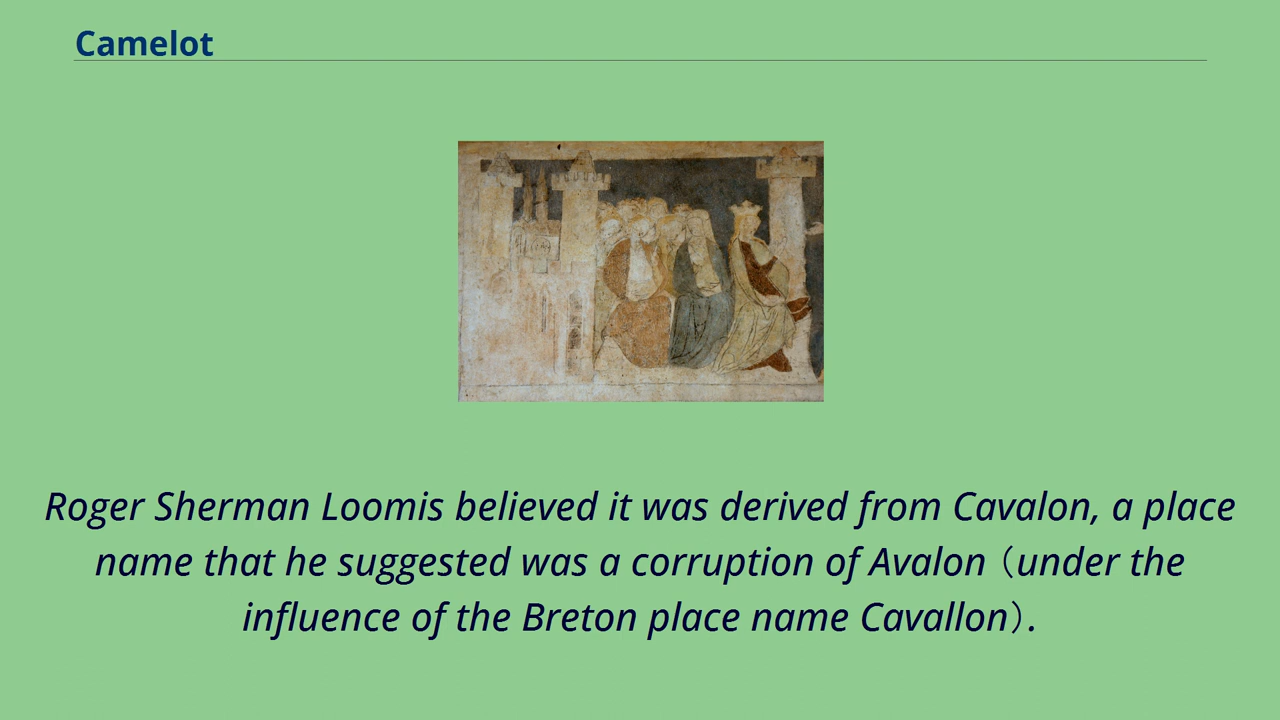 Camelot
Roger Sherman Loomis believed it was derived from Cavalon, a place
name that he suggested was a corruption of Avalon（under the
influence of the Breton place name Cavallon）.